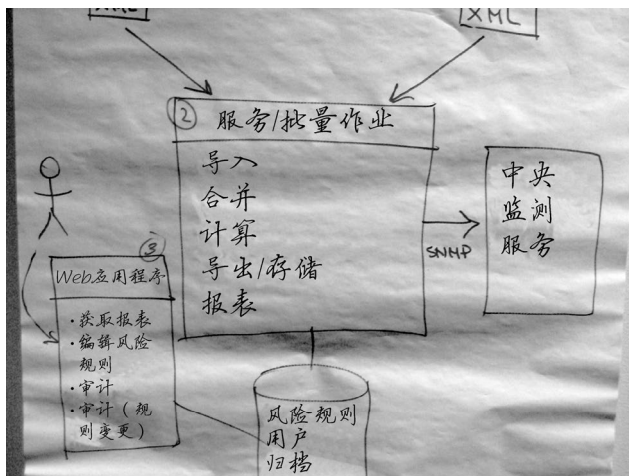 XML
XML
② 服务/批量作业
导入
合并
计算
导出/存储
报表
SNMP
中央
监测
服务
③
Web应用程序
·获取报表
·编辑风险
规则
·审计
·审计（规
则变更）
风险规则
用户
归档